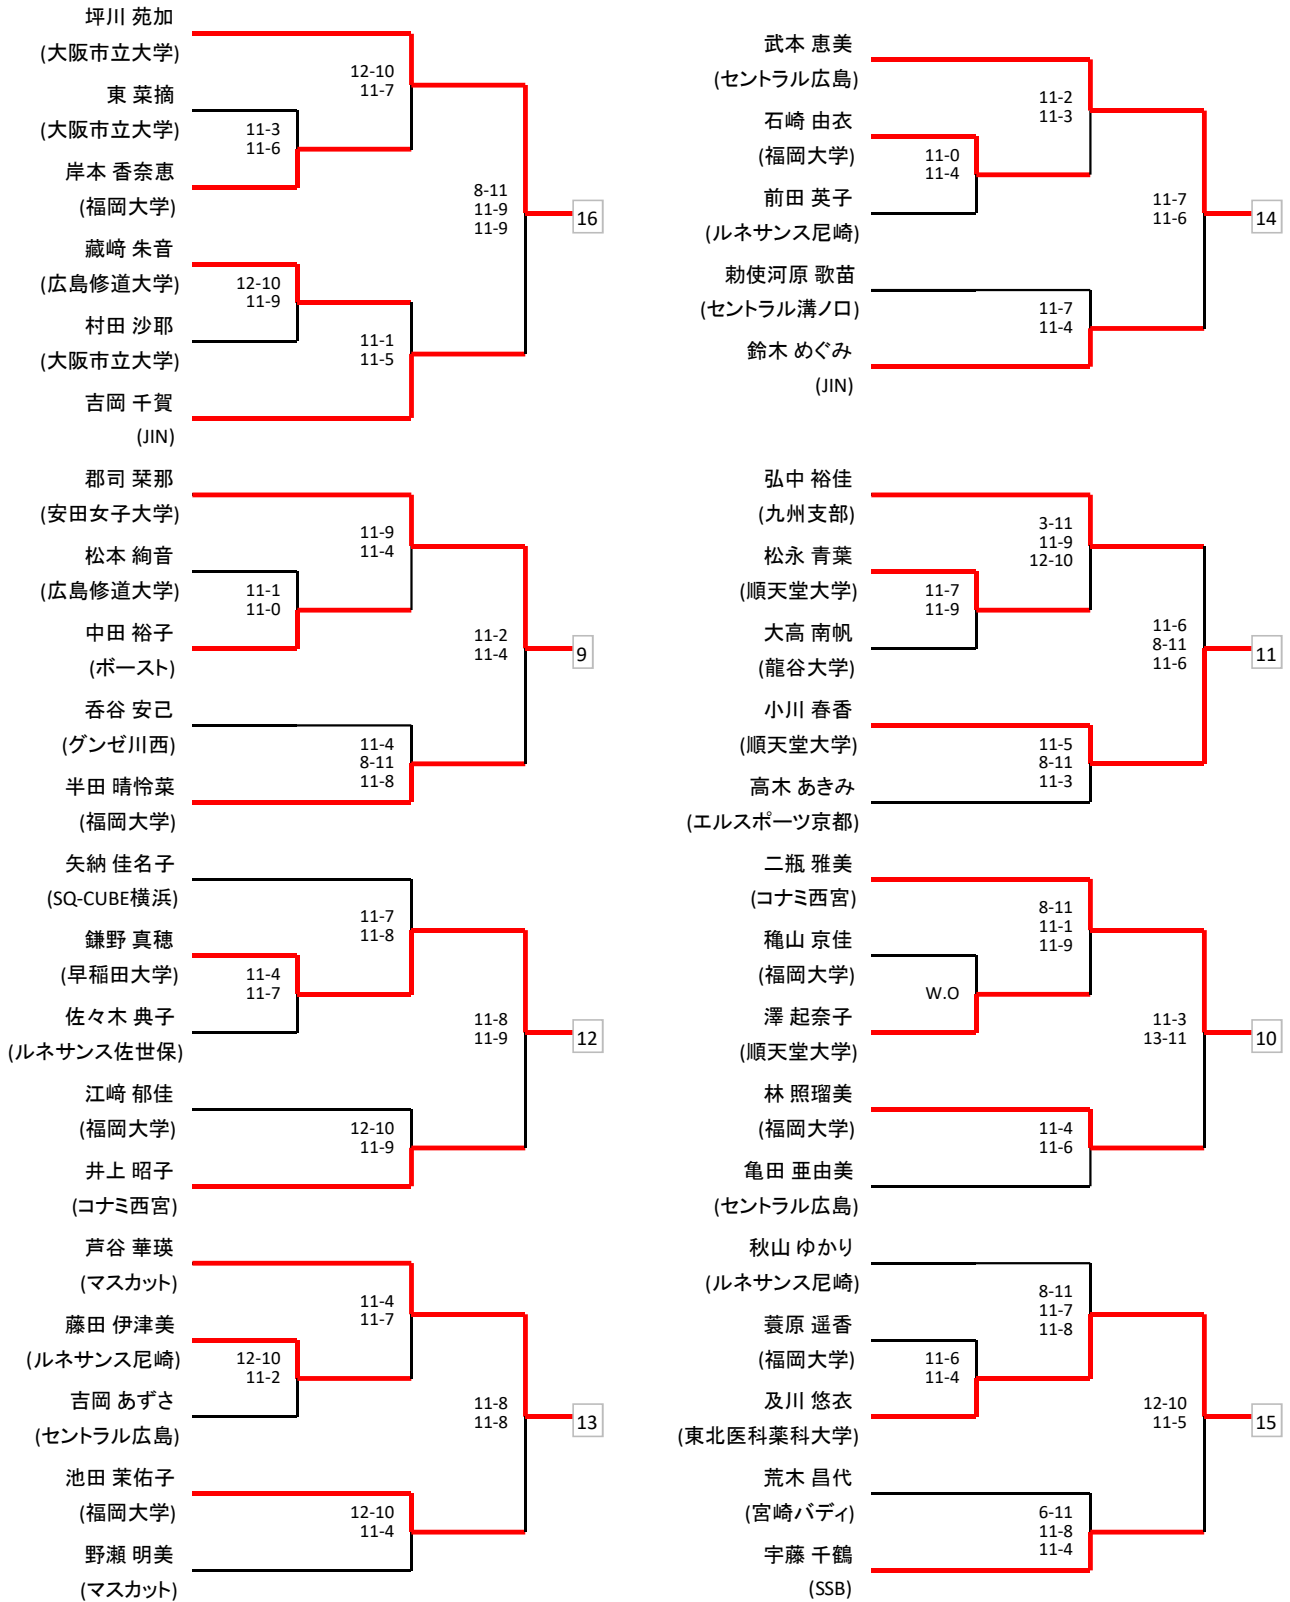 坪川 苑加
(大阪市立大学)
12-10
11-7
東 菜摘
(大阪市立大学)
11-3
11-6
岸本 香奈恵
(福岡大学)
8-11
11-9
11-9
16
藏﨑 朱音
(広島修道大学)
12-10
11-9
村田 沙耶
(大阪市立大学)
11-1
11-5
吉岡 千賀
(JIN)
郡司 栞那
(安田女子大学)
11-9
11-4
松本 絢音
(広島修道大学)
11-1
11-0
中田 裕子
(ボースト)
11-2
11-4
9
呑谷 安己
(グンゼ川西)
11-4
8-11
11-8
半田 晴怜菜
(福岡大学)
矢納 佳名子
(SQ-CUBE横浜)
11-7
11-8
鎌野 真穂
(早稲田大学)
11-4
11-7
佐々木 典子
(ルネサンス佐世保)
11-8
11-9
12
江﨑 郁佳
(福岡大学)
12-10
11-9
井上 昭子
(コナミ西宮)
芦谷 華瑛
(マスカット)
11-4
11-7
藤田 伊津美
(ルネサンス尼崎)
12-10
11-2
吉岡 あずさ
(セントラル広島)
11-8
11-8
13
池田 茉佑子
(福岡大学)
12-10
11-4
野瀬 明美
(マスカット)
武本 恵美
(セントラル広島)
11-2
11-3
石崎 由衣
(福岡大学)
11-0
11-4
前田 英子
(ルネサンス尼崎)
11-7
11-6
14
勅使河原 歌苗
(セントラル溝ノ口)
11-7
11-4
鈴木 めぐみ
(JIN)
弘中 裕佳
(九州支部)
3-11
11-9
12-10
松永 青葉
(順天堂大学)
11-7
11-9
大高 南帆
(龍谷大学)
11-6
8-11
11-6
11
小川 春香
(順天堂大学)
11-5
8-11
11-3
高木 あきみ
(エルスポーツ京都)
二瓶 雅美
(コナミ西宮)
8-11
11-1
11-9
穐山 京佳
(福岡大学)
W.O
澤 起奈子
(順天堂大学)
11-3
13-11
10
林 照瑠美
(福岡大学)
11-4
11-6
亀田 亜由美
(セントラル広島)
秋山 ゆかり
(ルネサンス尼崎)
8-11
11-7
11-8
蓑原 遥香
(福岡大学)
11-6
11-4
及川 悠衣
(東北医科薬科大学)
12-10
11-5
15
荒木 昌代
(宮崎バディ)
6-11
11-8
11-4
宇藤 千鶴
(SSB)